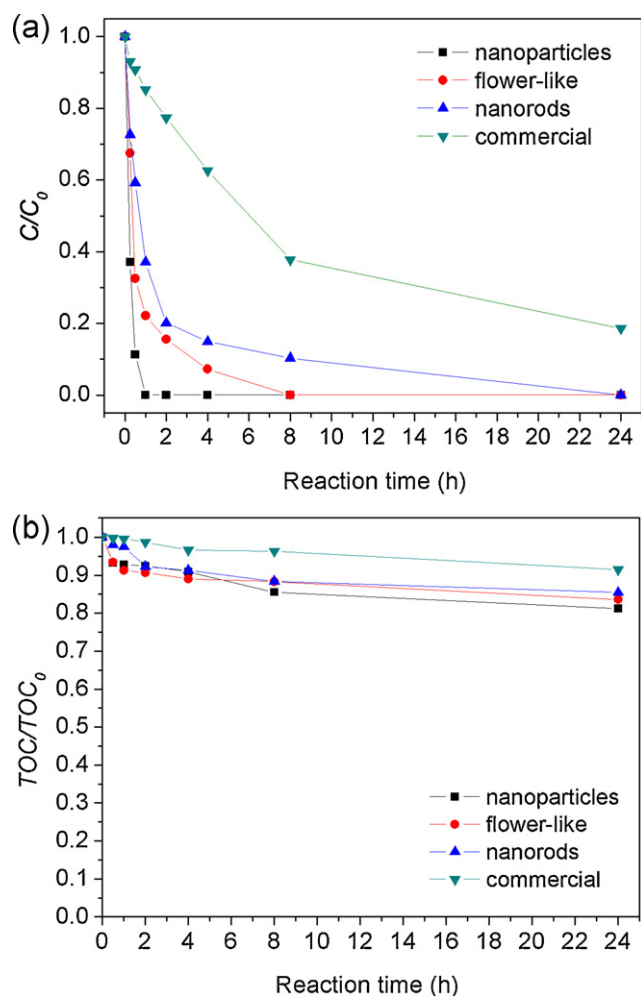 (a)
1.0
0.8
0.6
0.4
0.2
0.0
C/C0
nanoparticles
flower-like
nanorods
commercial
0 2 4 6 8 10 12 14 16 18 20 22 24
Reaction time (h)
(b)
1.0
0.9
0.8
0.7
0.6
0.5
0.4
0.3
0.2
0.1
0.0
TOC/TOC0
nanoparticles
flower-like
nanorods
commercial
0 2 4 6 8 10 12 14 16 18 20 22 24
Reaction time (h)